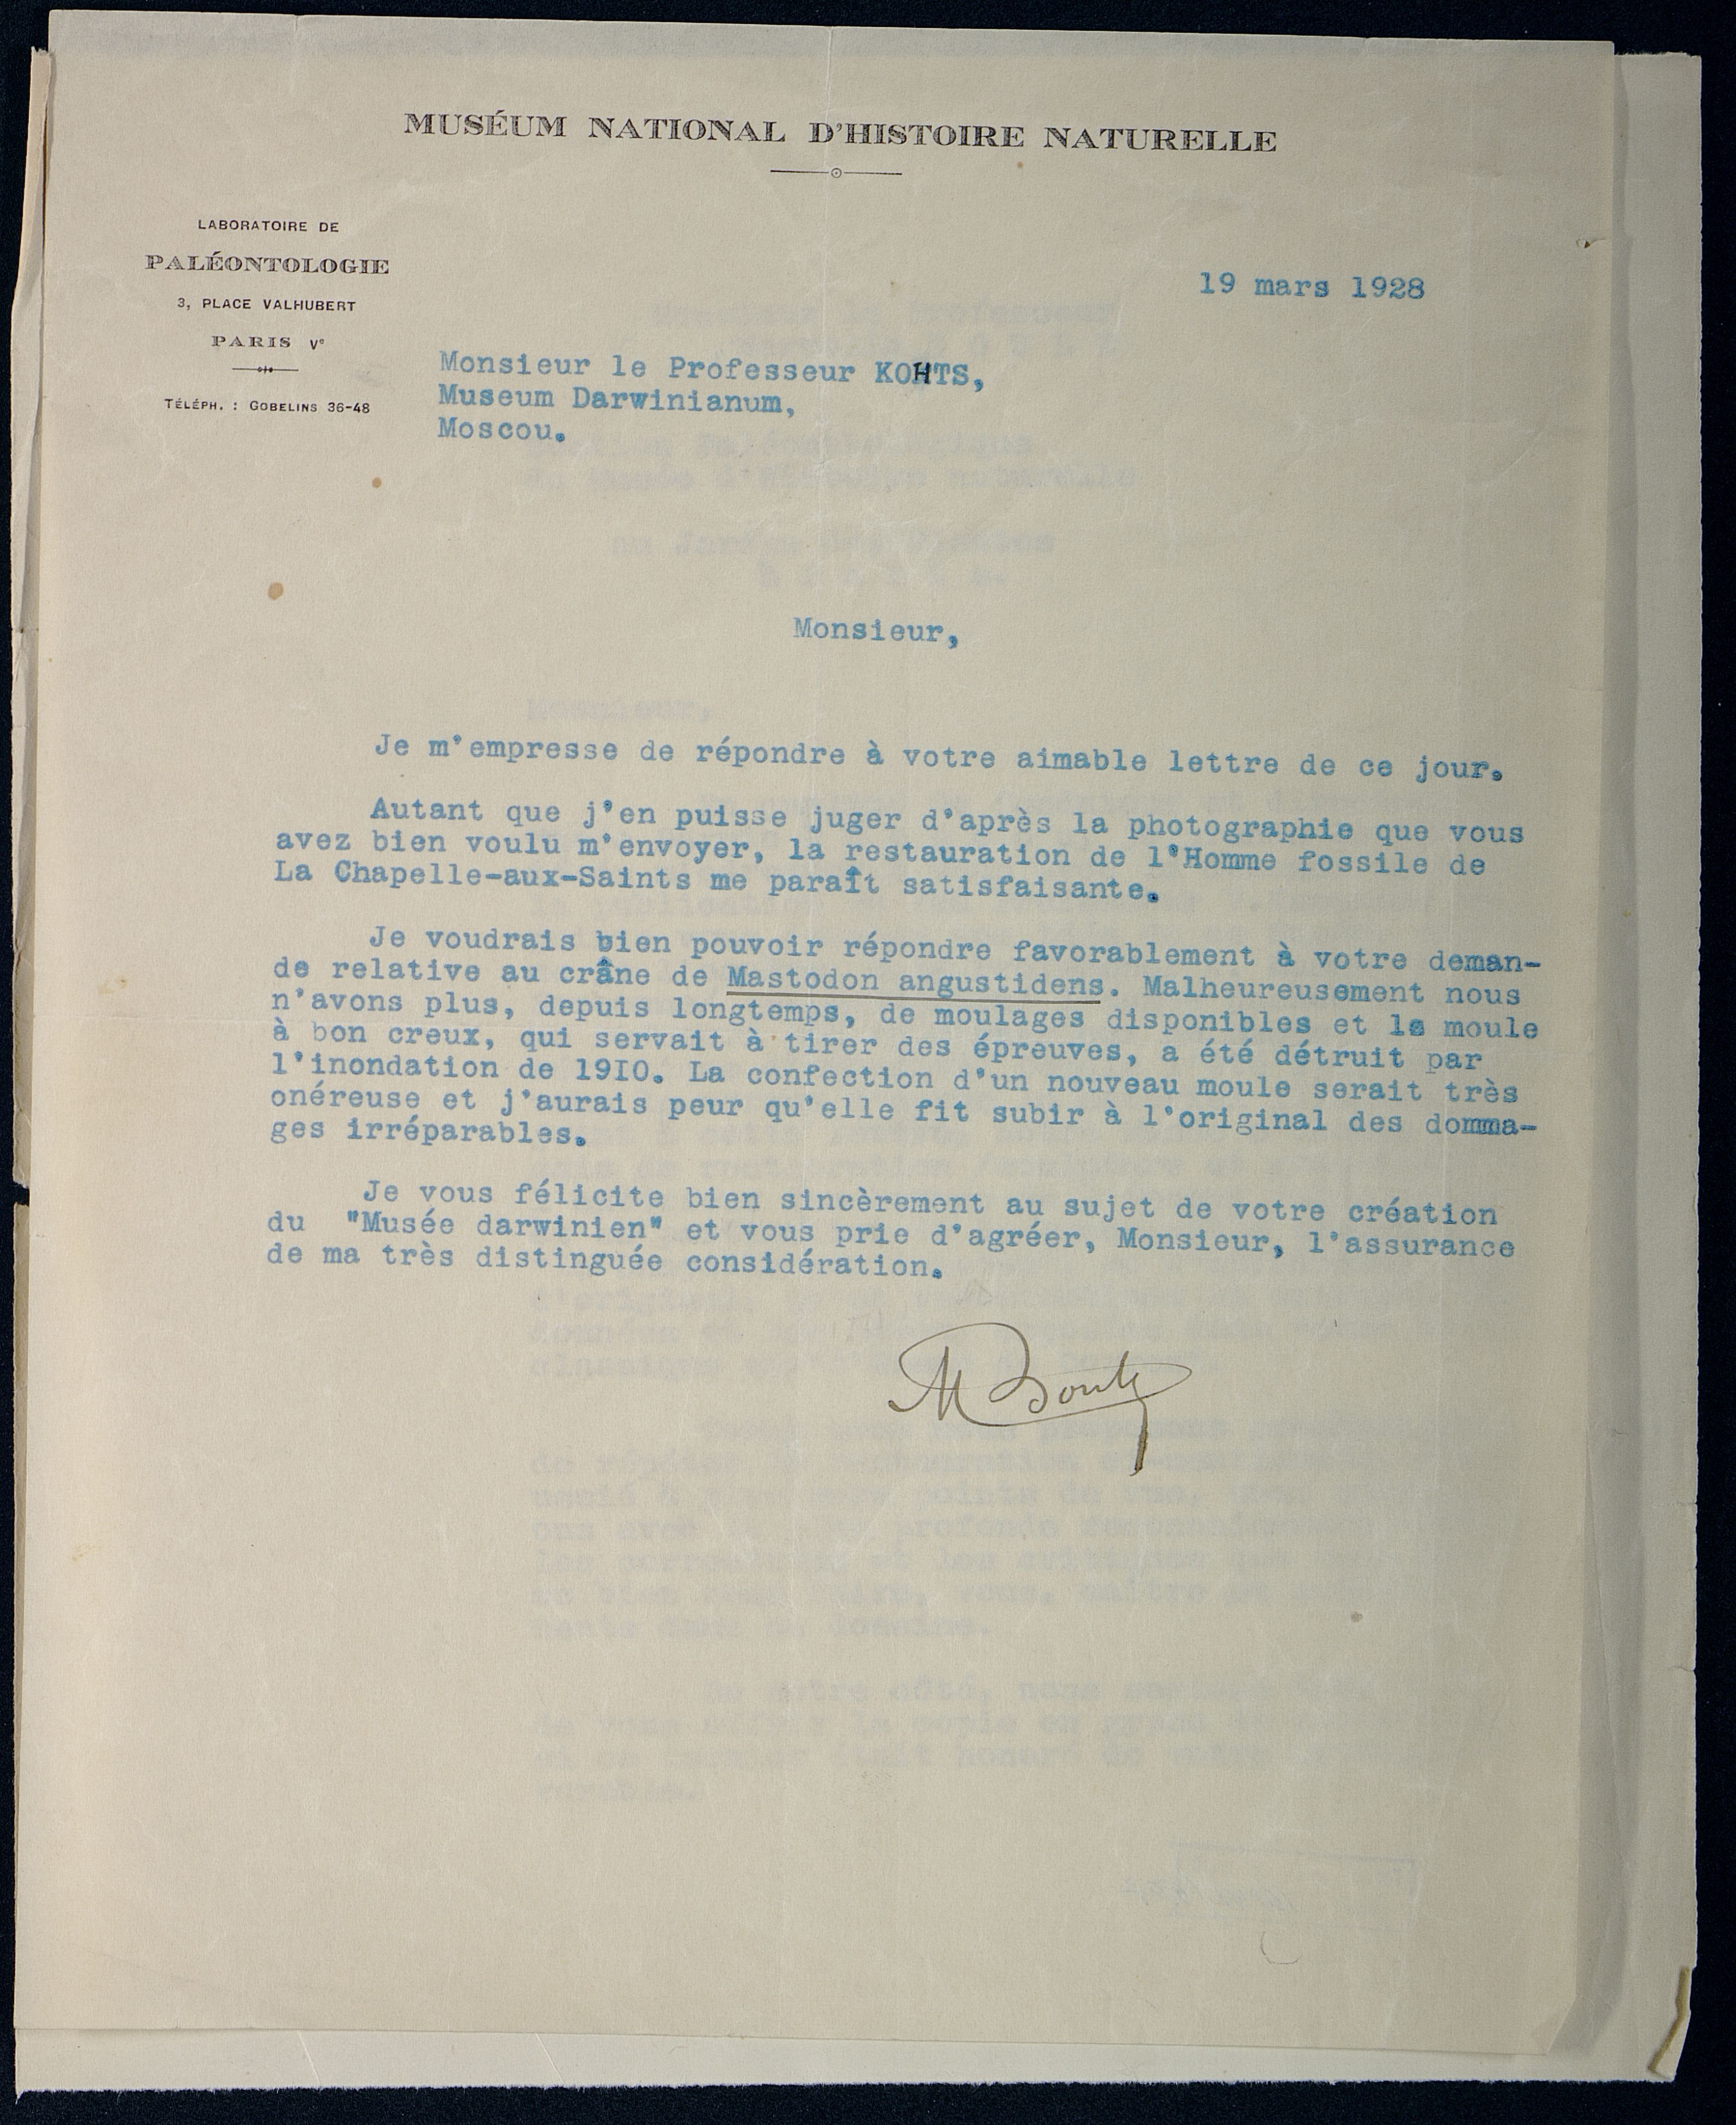 MUSÉUM NATIONAL D'HISTOIRE NATURELLE
LABORATOIRE DE
PALÉONTOLOGIE
3, PLACE VALHUBERT
PARIS Vᵉ
TÉLÉPH. : GOBELINS 36-48
19 mars 1928
Monsieur le Professeur KOHTS,
Museum Darwinianum,
Moscou.
Monsieur,
Je m'empresse de répondre à votre aimable lettre de ce jour.
Autant que j'en puisse juger d'après la photographie que vous
avez bien voulu m'envoyer, la restauration de l'Homme fossile de
La Chapelle-aux-Saints me paraît satisfaisante.
Je voudrais bien pouvoir répondre favorablement à votre deman-
de relative au crâne de Mastodon angustidens. Malheureusement nous
n'avons plus, depuis longtemps, de moulages disponibles et le moule
à bon creux, qui servait à tirer des épreuves, a été détruit par
l'inondation de 19I0. La confection d'un nouveau moule serait très
onéreuse et j'aurais peur qu'elle fit subir à l'original des domma-
ges irréparables.
Je vous félicite bien sincèrement au sujet de votre création
du "Musée darwinien" et vous prie d'agréer, Monsieur, l'assurance
de ma très distinguée considération.
M Boule